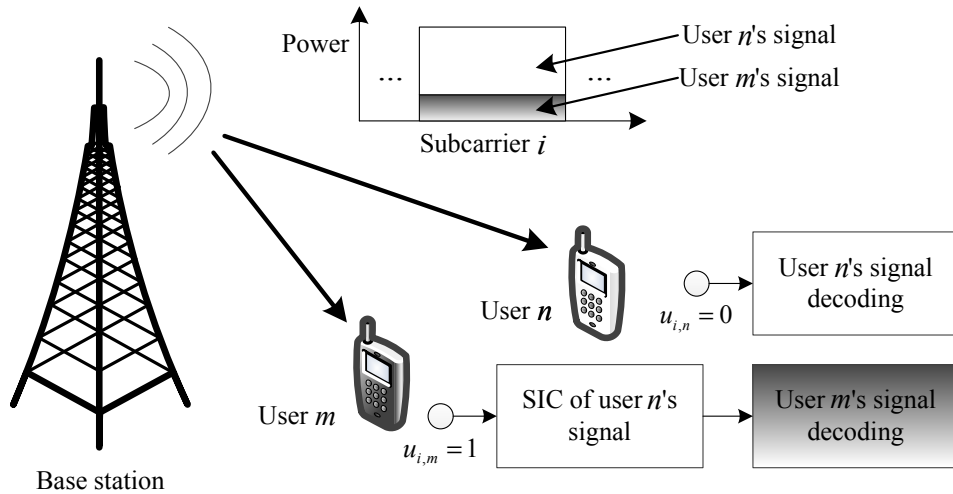 Power
User n's signal
...
...
User m's signal
Subcarrier i
User n's signal
decoding
User n
u_{i,n} = 0
SIC of user n's
signal
User m's signal
decoding
User m
u_{i,m} = 1
Base station